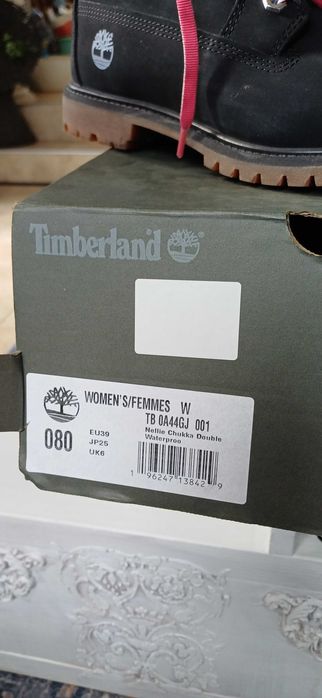 Timberland
WOMEN'S/FEMMES W
TB 0A44GJ 001
080
EU39
JP25
UK6
Nellie Chukka Double
Waterproo
1 96247 13842 9